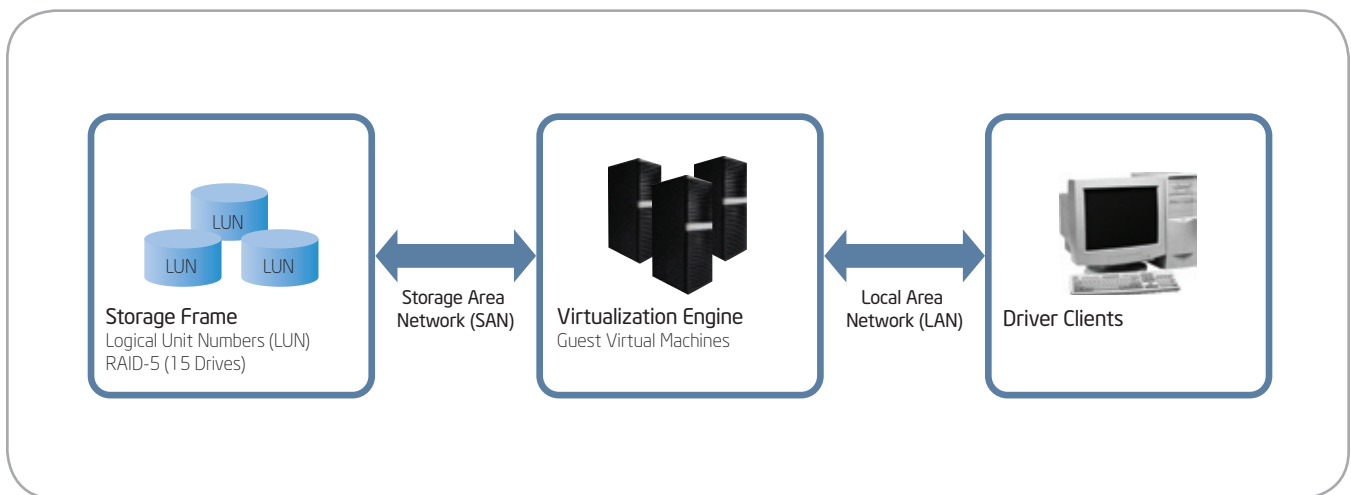 LUN
LUN
LUN
Storage Frame
Logical Unit Numbers (LUN)
RAID-5 (15 Drives)
Storage Area
Network (SAN)
Virtualization Engine
Guest Virtual Machines
Local Area
Network (LAN)
Driver Clients